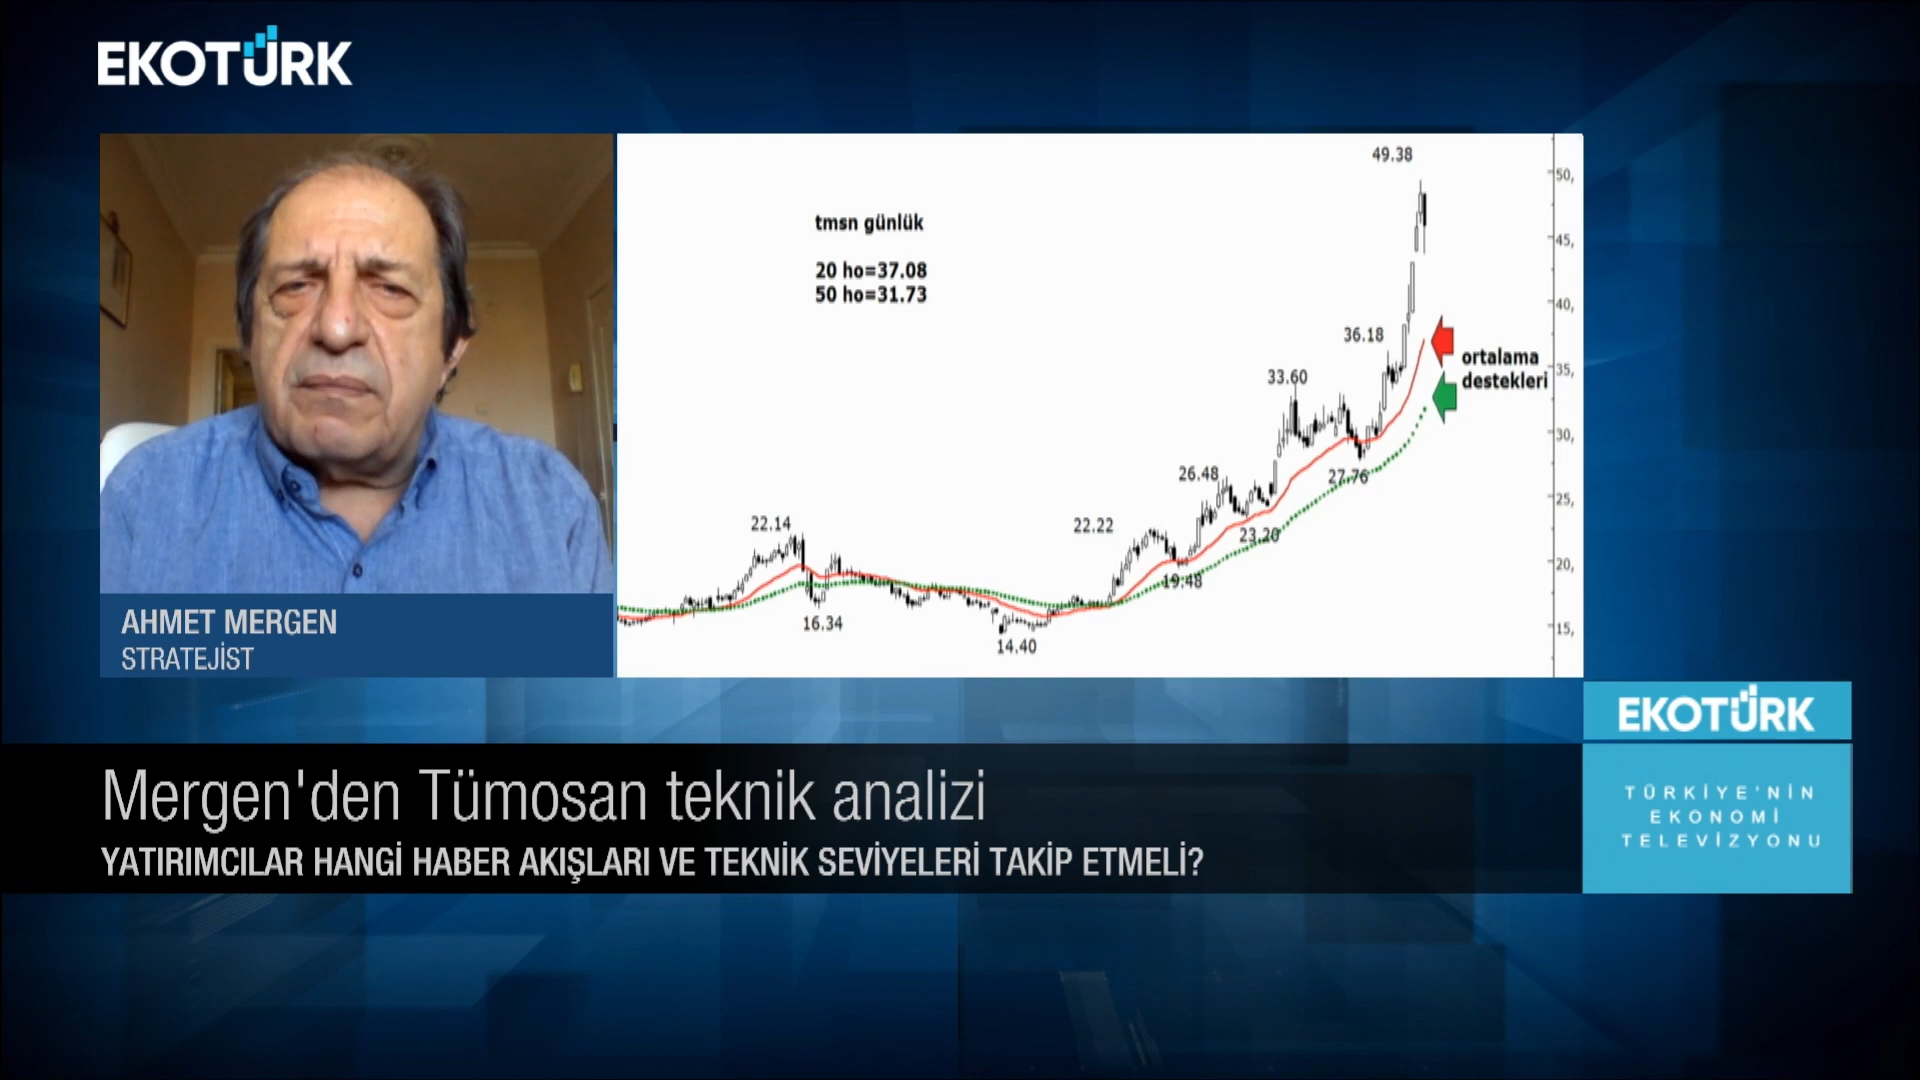 EKOTÜRK
AHMET MERGEN
STRATEJİST
49.38
tmsn günlük
20 ho=37.08
50 ho=31.73
36.18
ortalama
destekleri
33.60
27.76
26.48
23.20
22.22
19.48
22.14
16.34
14.40
50,
45,
40,
35,
30,
25,
20,
15,
EKOTÜRK
TÜRKİYE'NİN
EKONOMİ
TELEVİZYONU
Mergen'den Tümosan teknik analizi
YATIRIMCILAR HANGİ HABER AKIŞLARI VE TEKNİK SEVİYELERİ TAKİP ETMELİ?